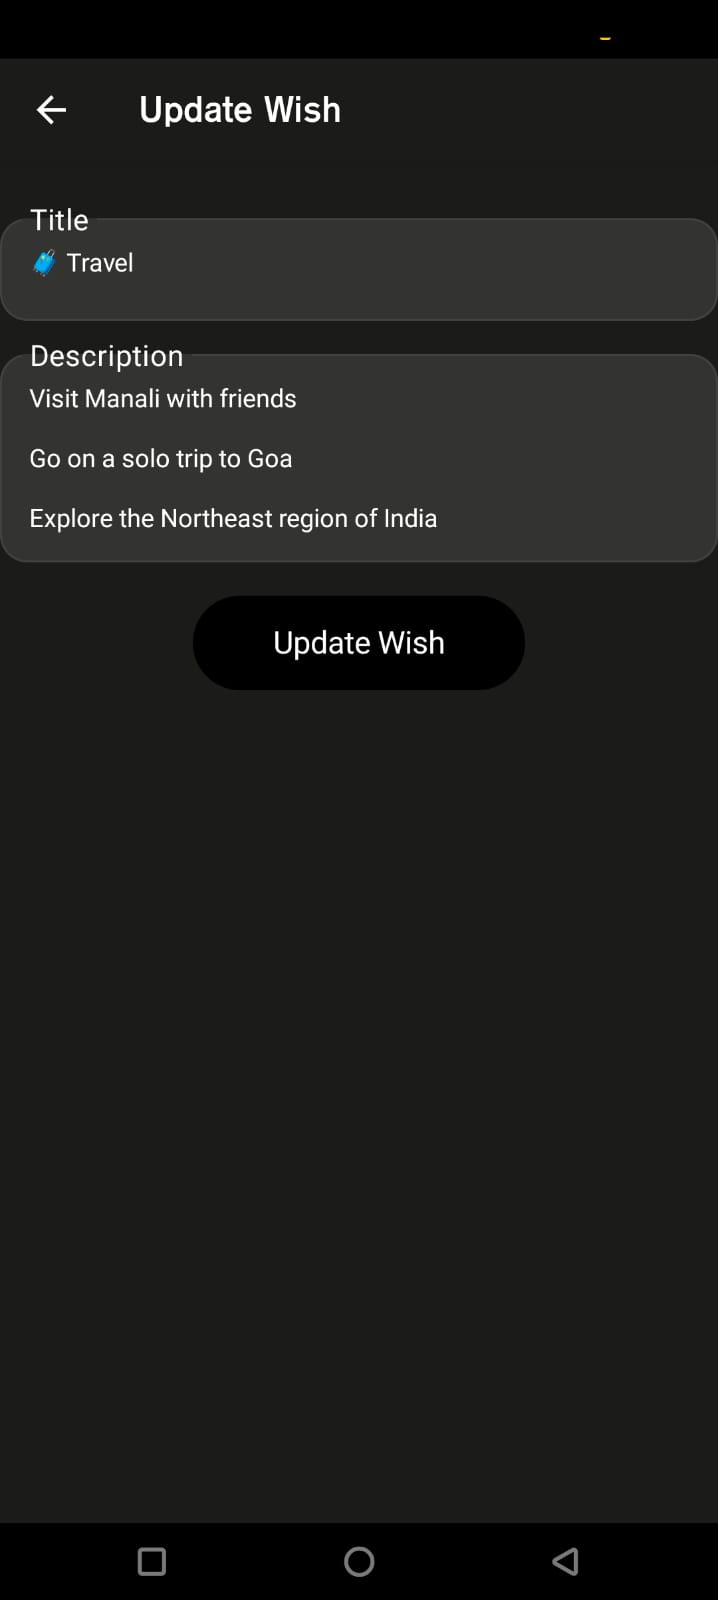 Update Wish
Title
🧳 Travel
Description
Visit Manali with friends
Go on a solo trip to Goa
Explore the Northeast region of India
Update Wish